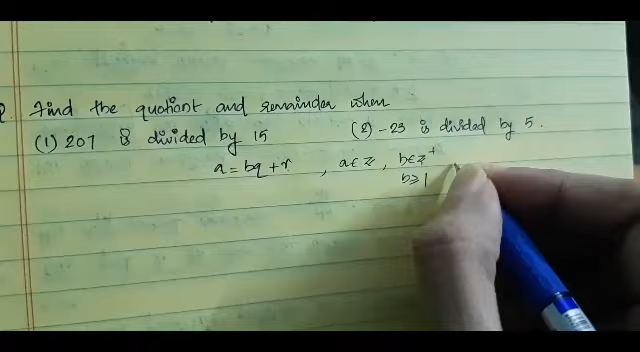 Q. Find the quotient and remainder when
(1) 207 is divided by 15 (2) -23 is divided by 5.
a = bq + r , a ∈ Z , b ∈ Z⁺
b ≥ 1